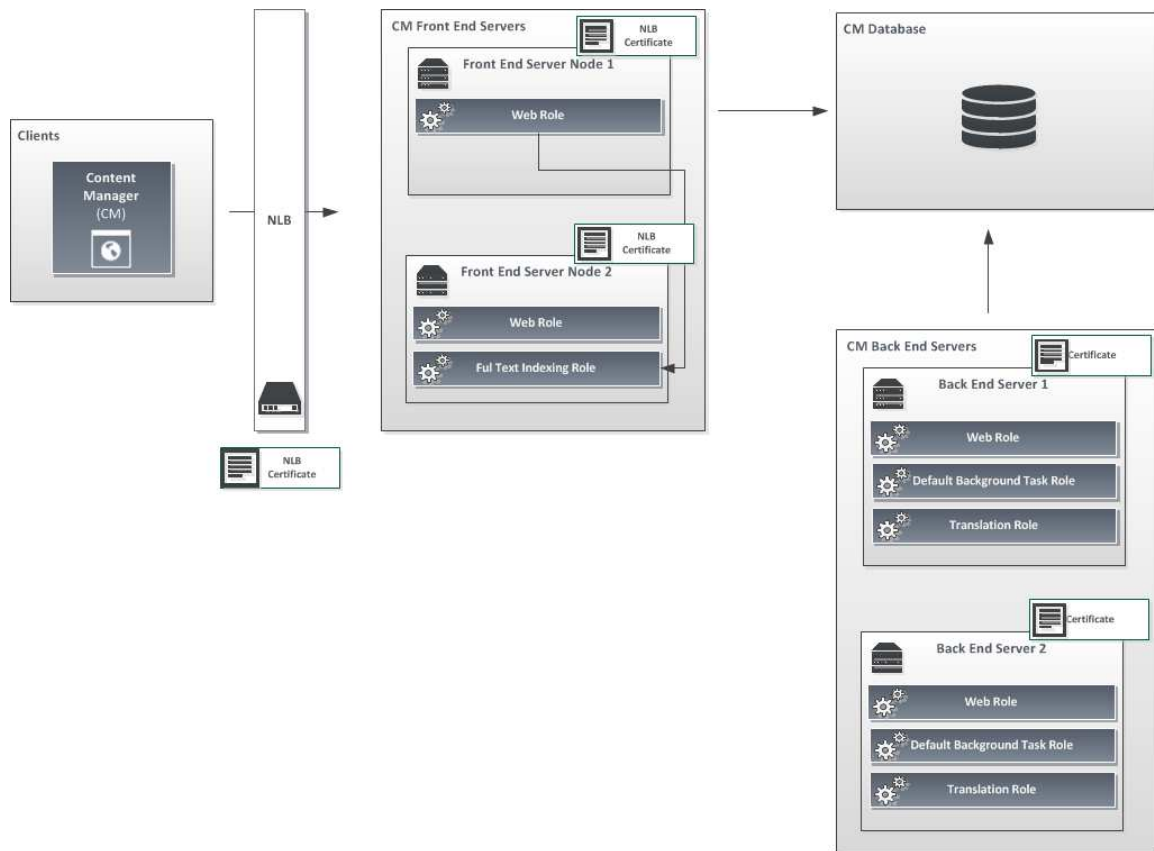 Clients
Content
Manager
(CM)
NLB
NLB
Certificate
CM Front End Servers
NLB
Certificate
Front End Server Node 1
Web Role
NLB
Certificate
Front End Server Node 2
Web Role
Ful Text Indexing Role
CM Database
CM Back End Servers
Certificate
Back End Server 1
Web Role
Default Background Task Role
Translation Role
Certificate
Back End Server 2
Web Role
Default Background Task Role
Translation Role